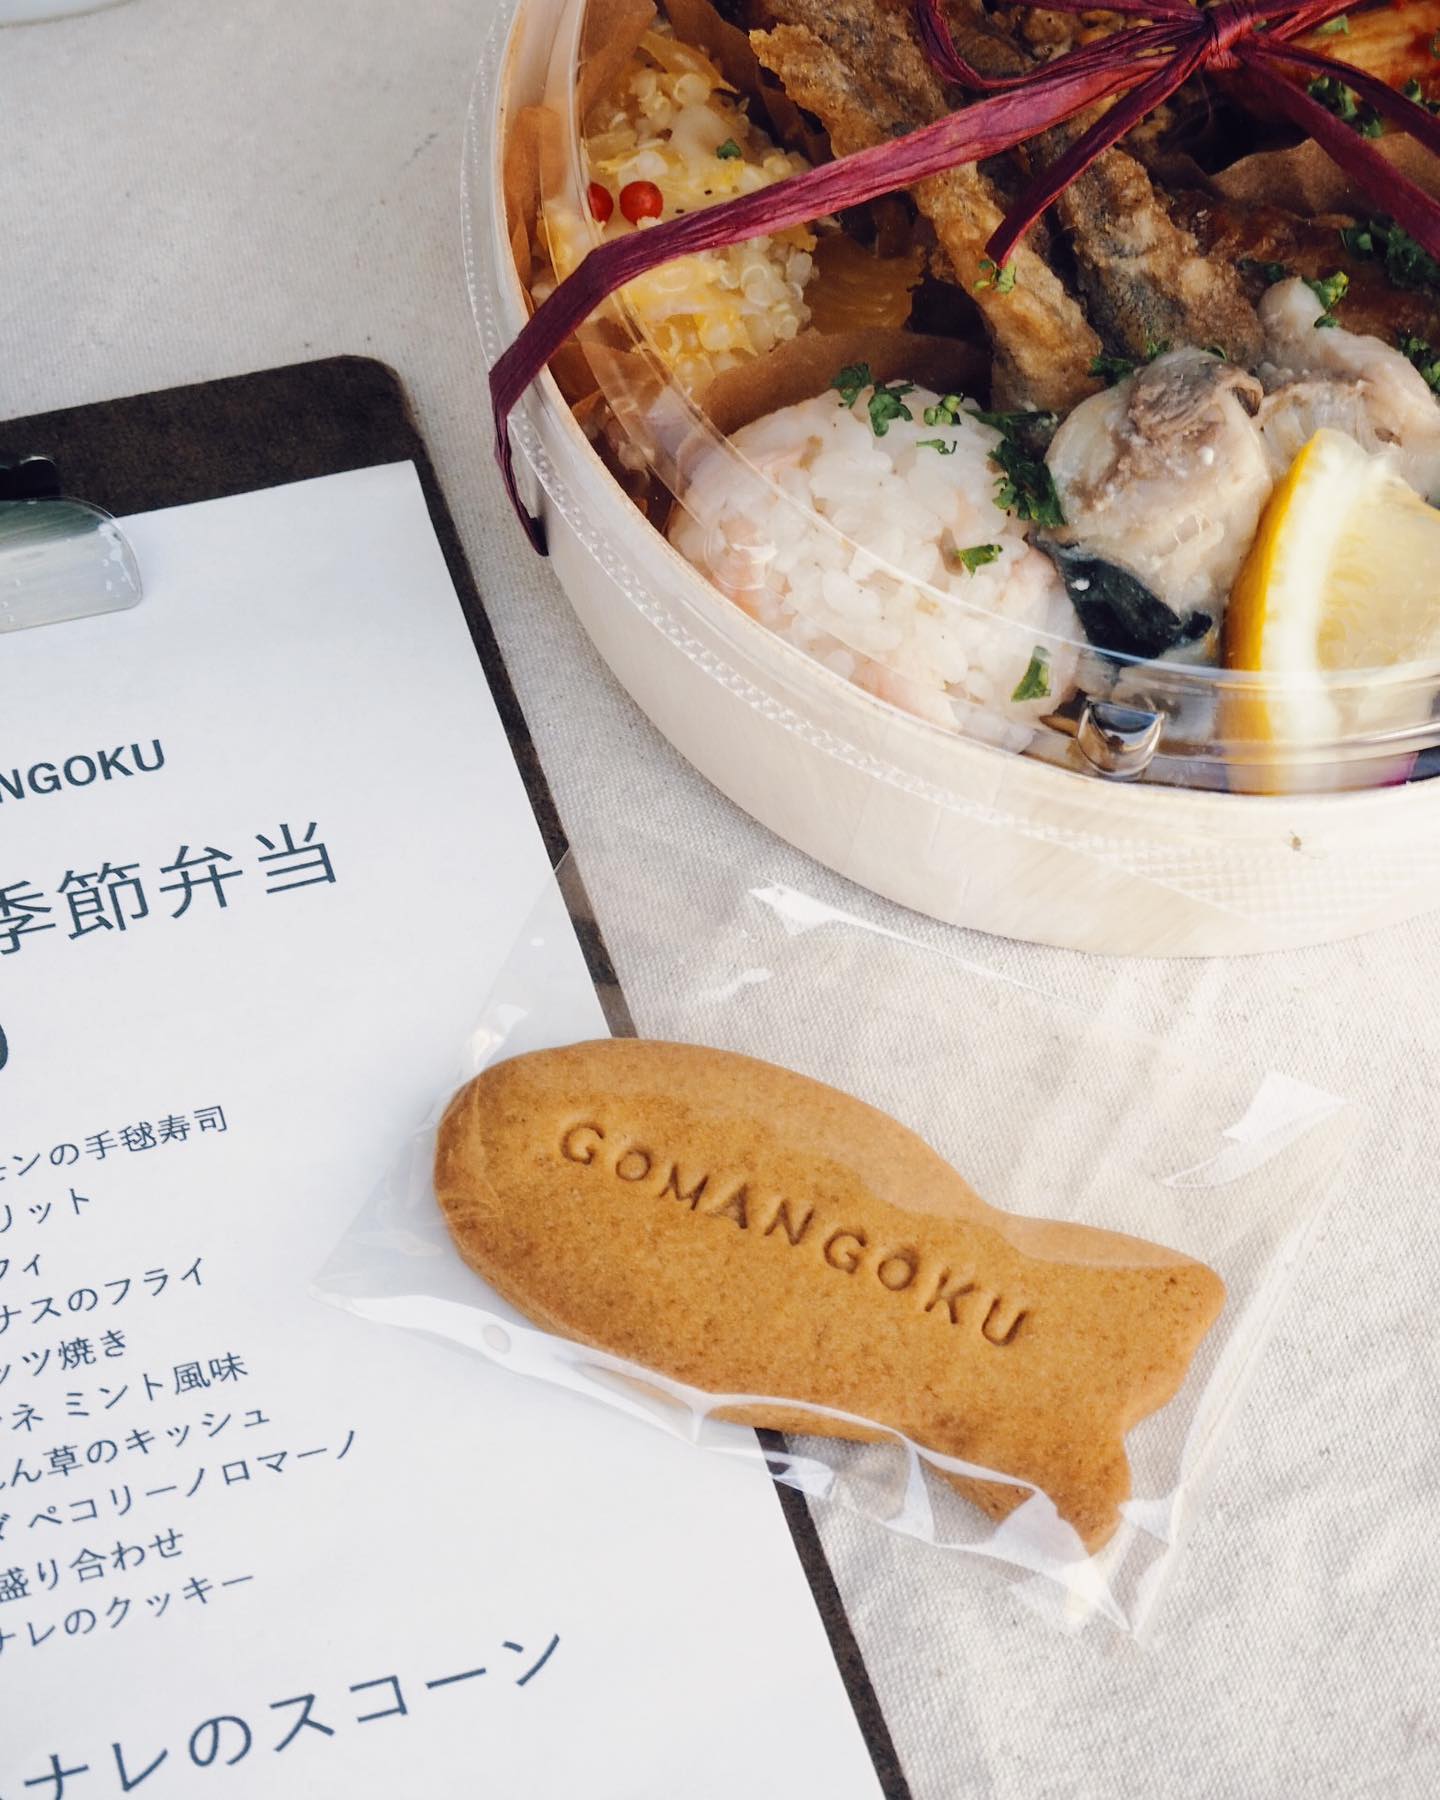 NGOKU
季節弁当
モンの手毬寿司
リット
フィ
ナスのフライ
ッツ焼き
ネ ミント風味
ん草のキッシュ
ペコリーノロマーノ
盛り合わせ
ナレのクッキー
ナレのスコーン
GOMANGOKU